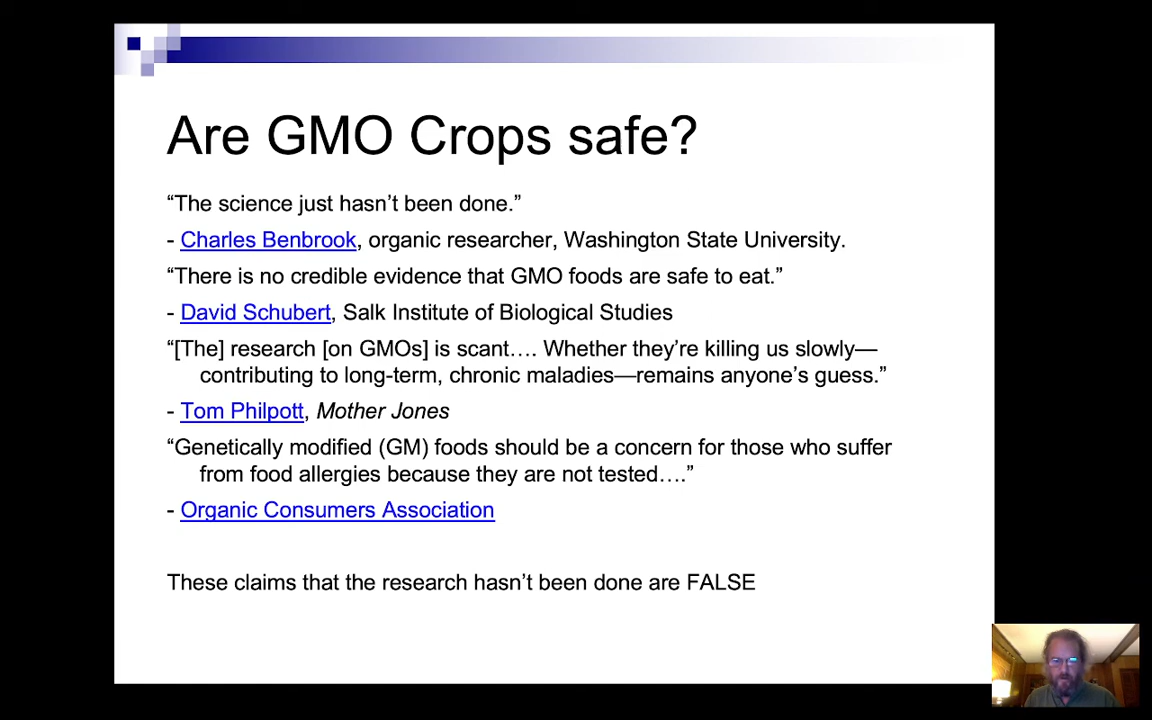 Are GMO Crops safe?
“The science just hasn’t been done.”
- Charles Benbrook, organic researcher, Washington State University.
“There is no credible evidence that GMO foods are safe to eat.”
- David Schubert, Salk Institute of Biological Studies
“[The] research [on GMOs] is scant…. Whether they’re killing us slowly—
contributing to long-term, chronic maladies—remains anyone’s guess.”
- Tom Philpott, Mother Jones
“Genetically modified (GM) foods should be a concern for those who suffer
from food allergies because they are not tested….”
- Organic Consumers Association
These claims that the research hasn’t been done are FALSE